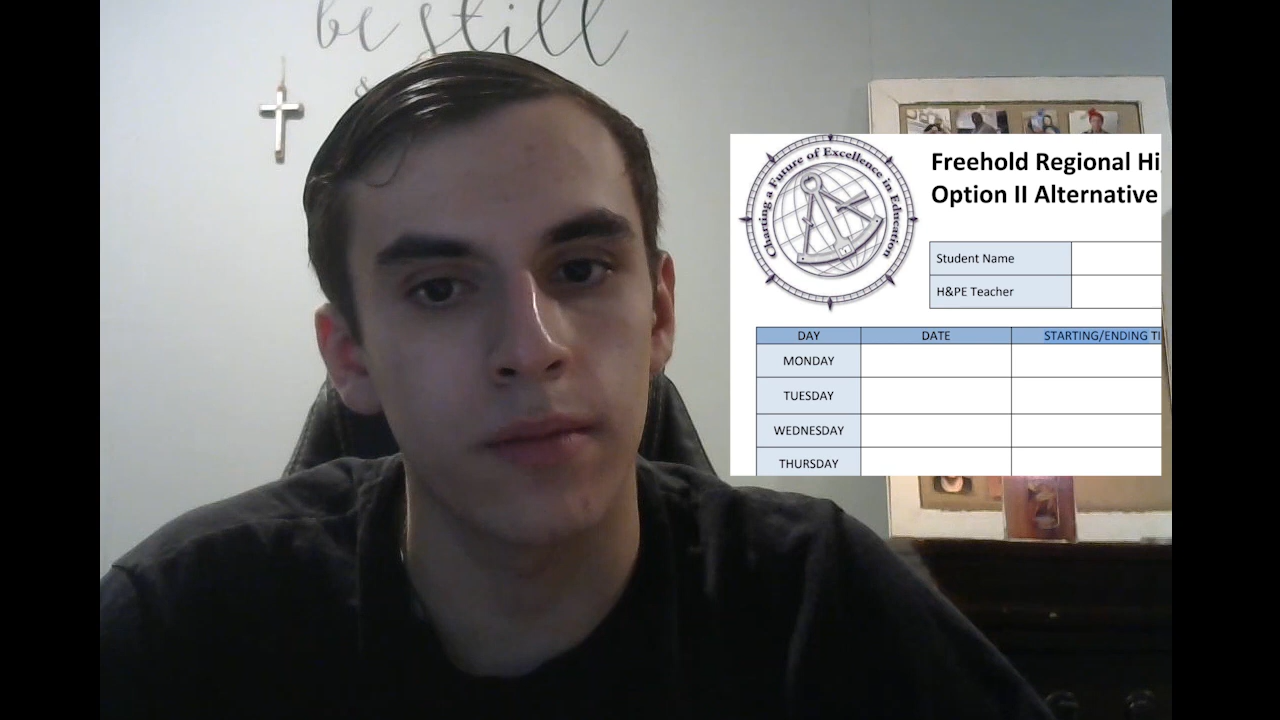 be still
&
Charting a Future of Excellence in Education
Freehold Regional Hi
Option II Alternative
Student Name
H&PE Teacher
DAY DATE STARTING/ENDING TI
MONDAY
TUESDAY
WEDNESDAY
THURSDAY